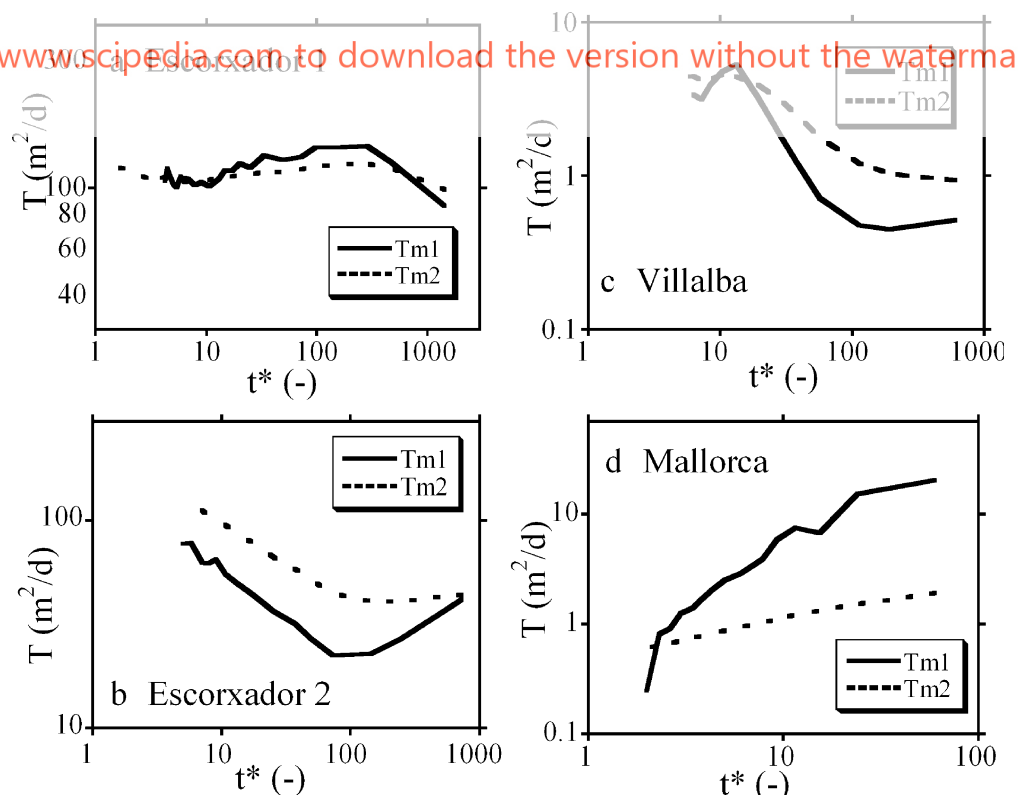 www.scipedia.com to download the version without the waterma
a Escorxador 1
T (m²/d)
300
100
80
60
40
1 10 100 1000
t* (-)
Tm1
Tm2
c Villalba
T (m²/d)
10
1
0.1
1 10 100 1000
t* (-)
Tm1
Tm2
b Escorxador 2
T (m²/d)
100
10
1 10 100 1000
t* (-)
Tm1
Tm2
d Mallorca
T (m²/d)
10
1
0.1
1 10 100
t* (-)
Tm1
Tm2